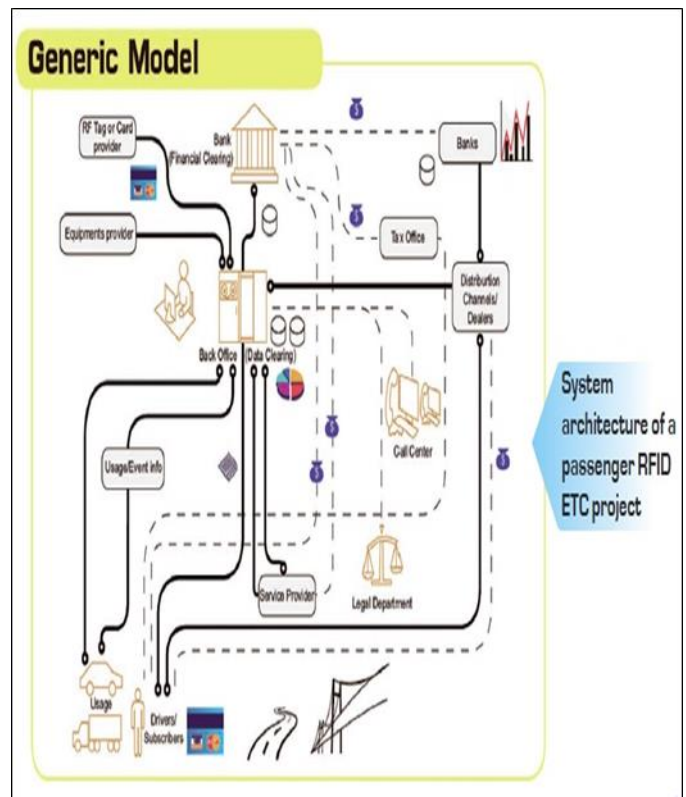 Generic Model
RF Tag or Card
provider
Bank
(Financial Clearing)
Banks
Equipments provider
Tax Office
Distribution
Channels/
Dealers
Back Office
(Data Clearing)
Usage/Event info
Call Center
Service Provider
Legal Department
Usage
Drivers/
Subscribers
System
architecture of a
passenger RFID
ETC project